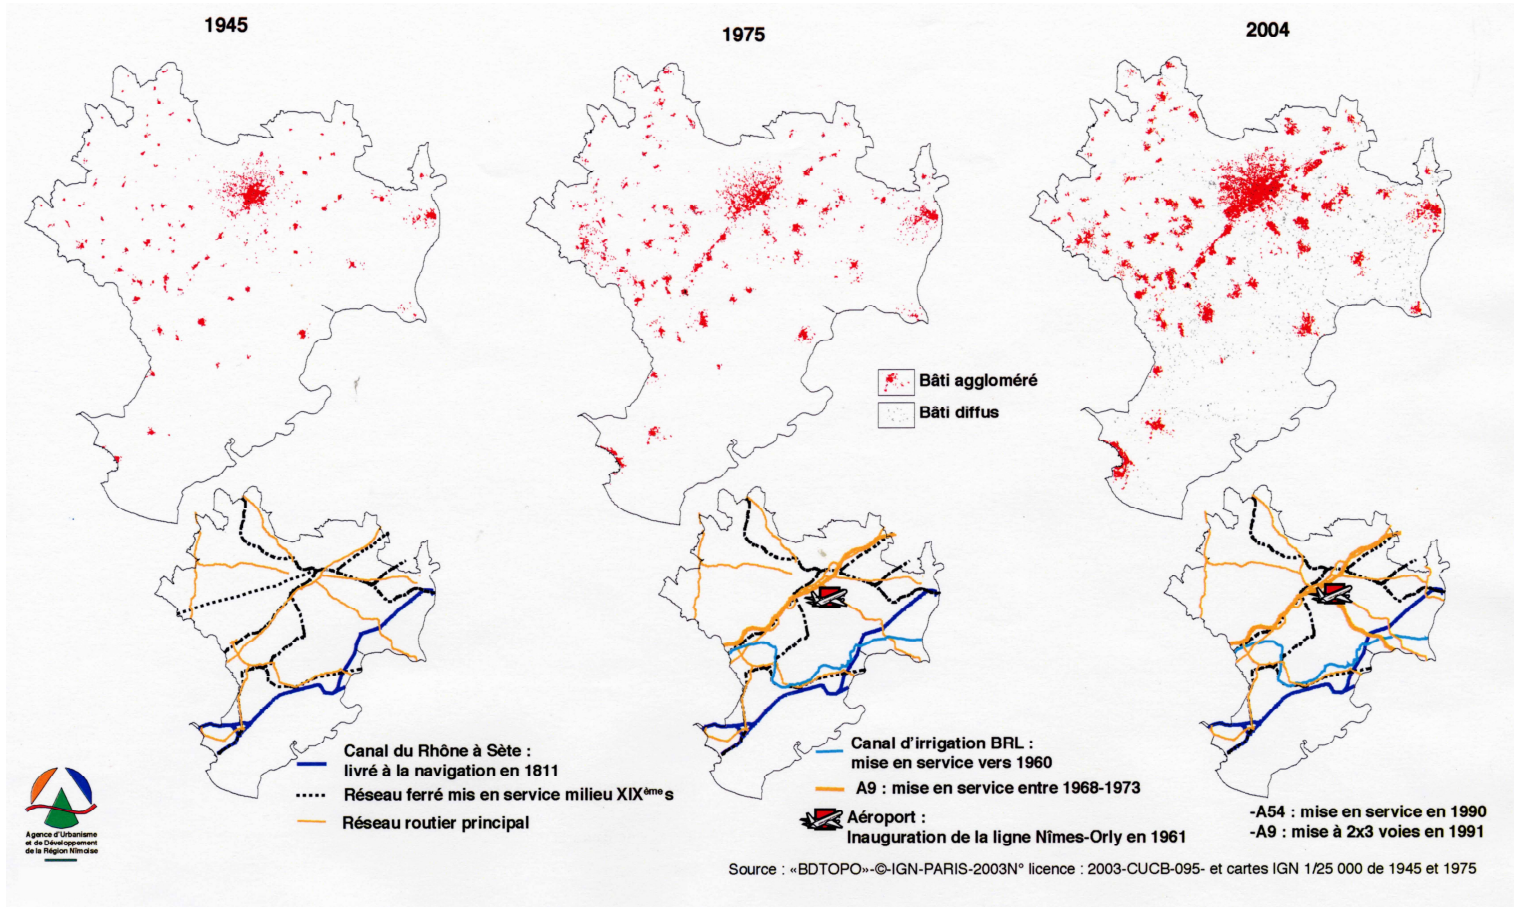 1945
1975
2004
Bâti aggloméré
Bâti diffus
Canal du Rhône à Sète :
livré à la navigation en 1811
Réseau ferré mis en service milieu XIXème s
Réseau routier principal
Canal d'irrigation BRL :
mise en service vers 1960
A9 : mise en service entre 1968-1973
Aéroport :
Inauguration de la ligne Nîmes-Orly en 1961
-A54 : mise en service en 1990
-A9 : mise à 2x3 voies en 1991
Agence d'Urbanisme
et de Développement
de la Région Nîmoise
Source : «BDTOPO»-©-IGN-PARIS-2003N° licence : 2003-CUCB-095- et cartes IGN 1/25 000 de 1945 et 1975